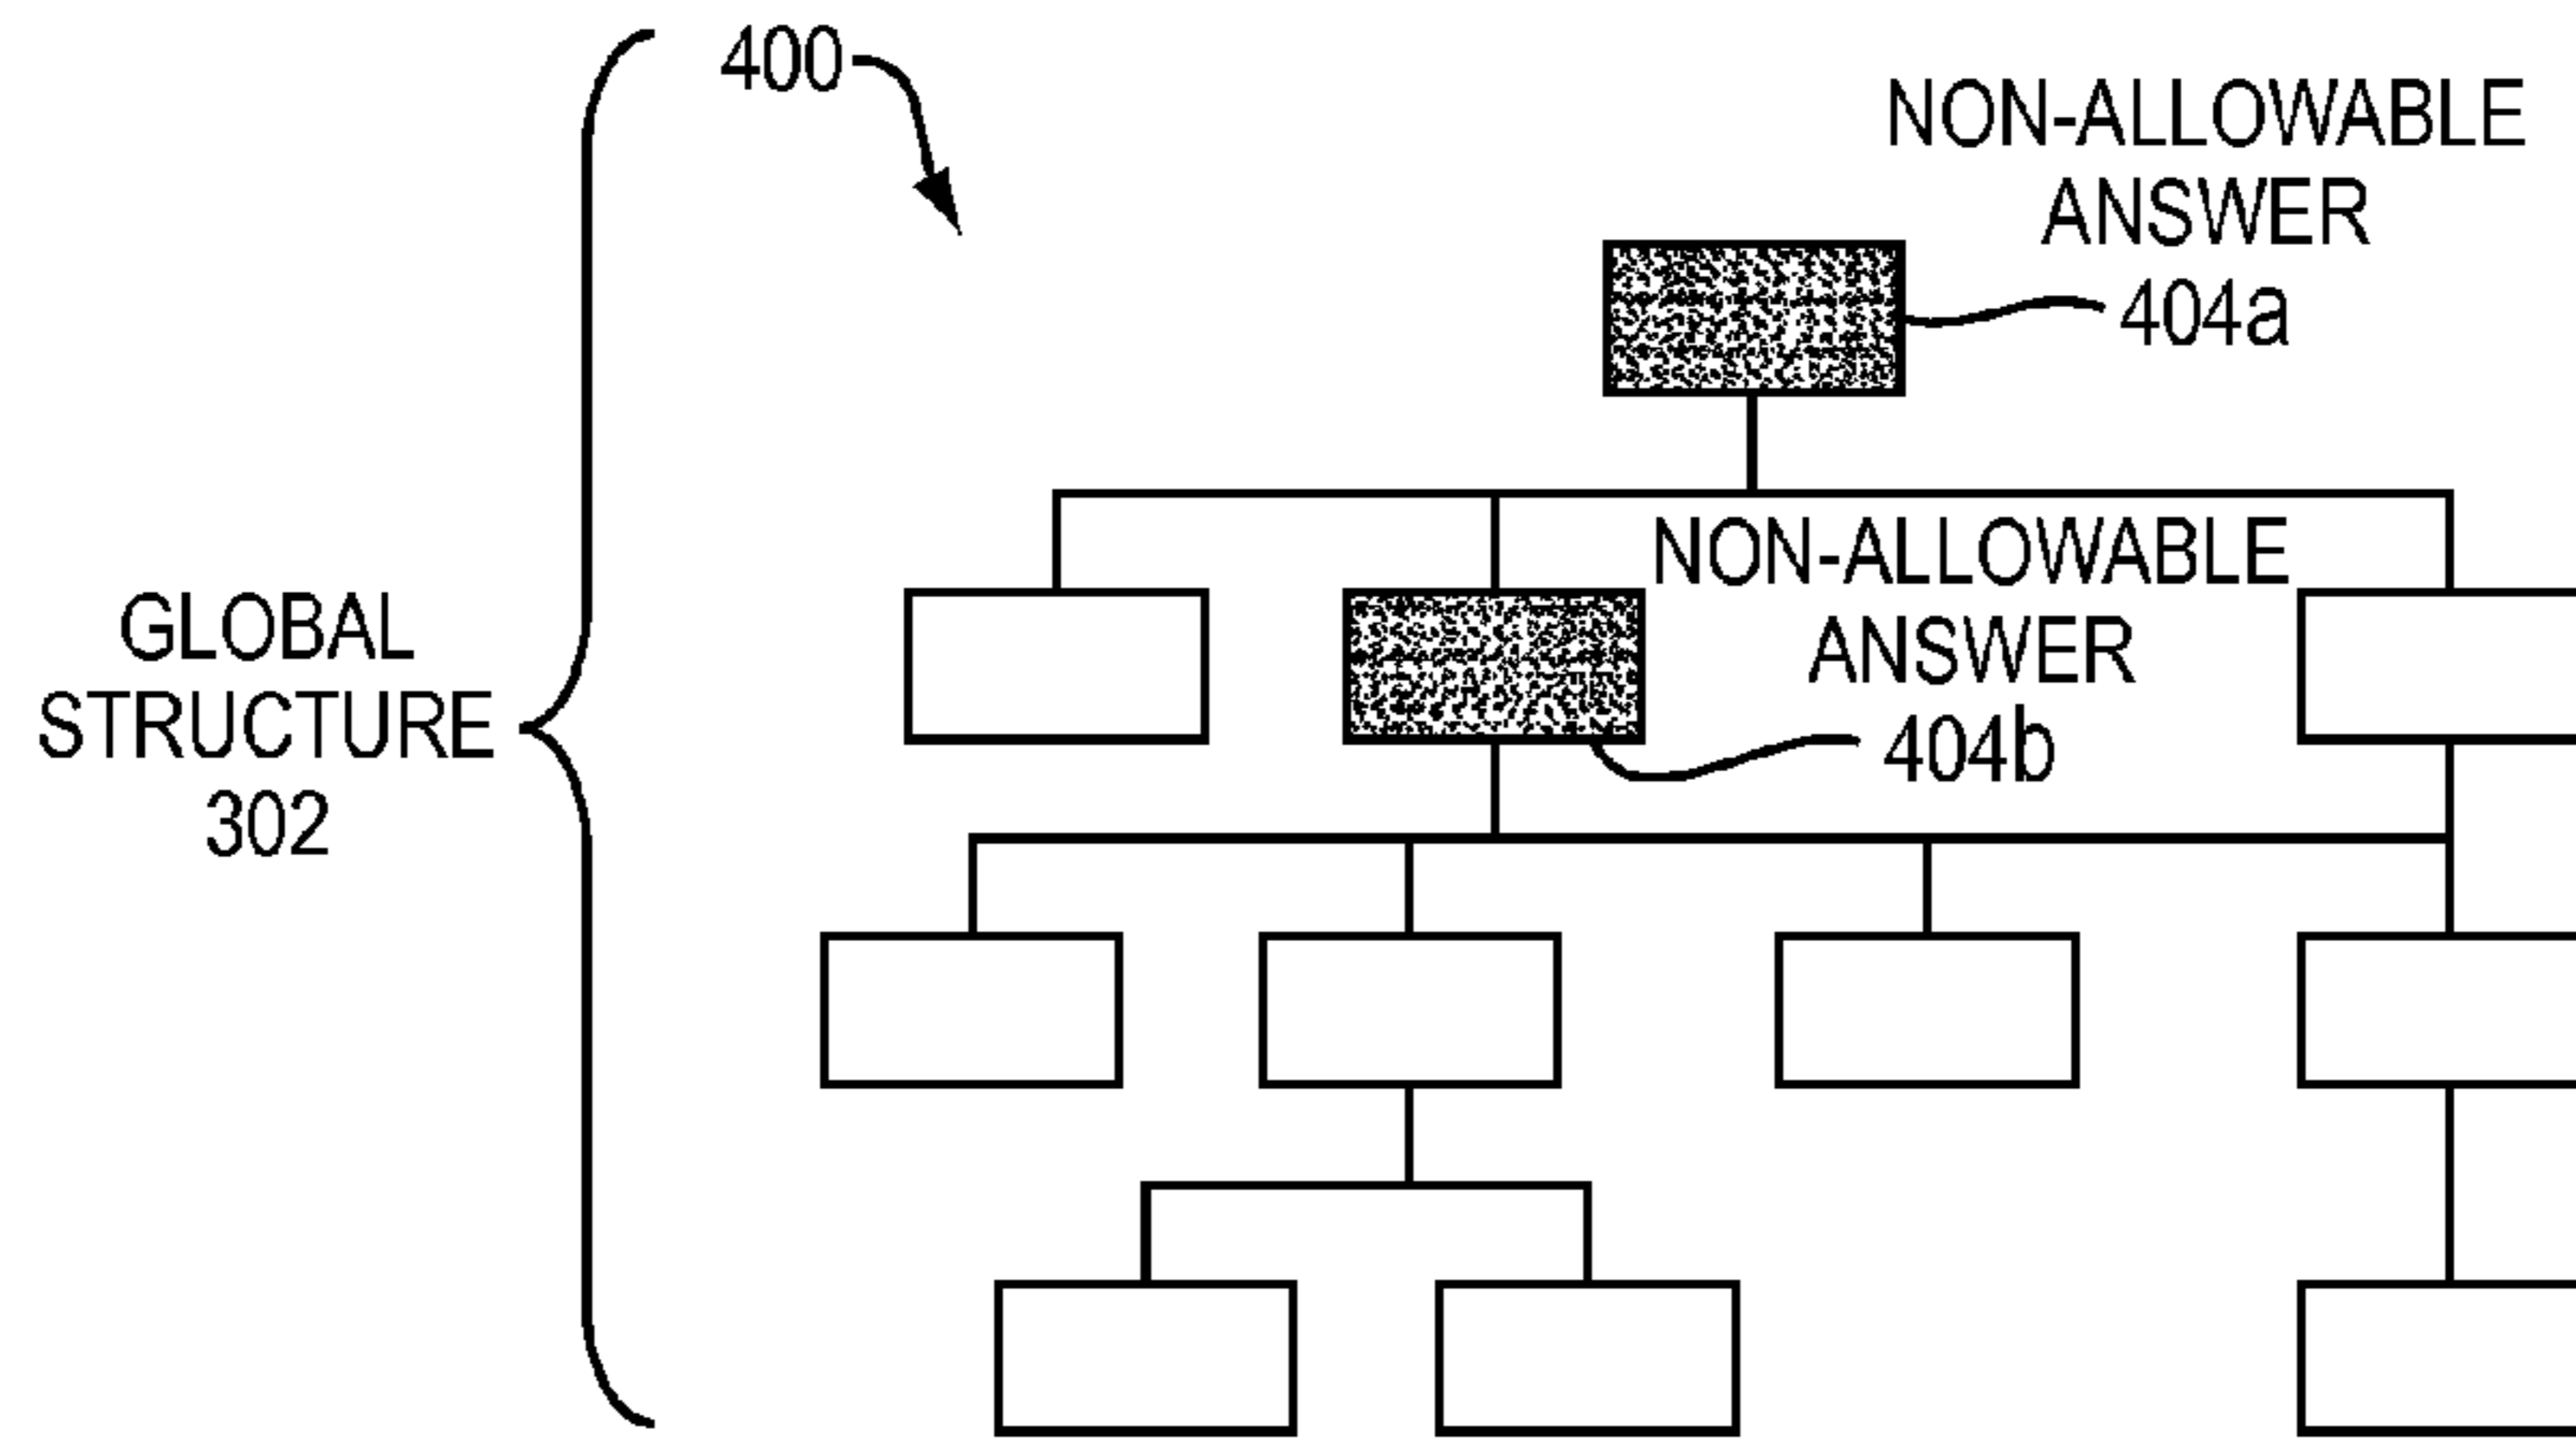 400
NON-ALLOWABLE
ANSWER
404a
NON-ALLOWABLE
ANSWER
404b
GLOBAL
STRUCTURE
302